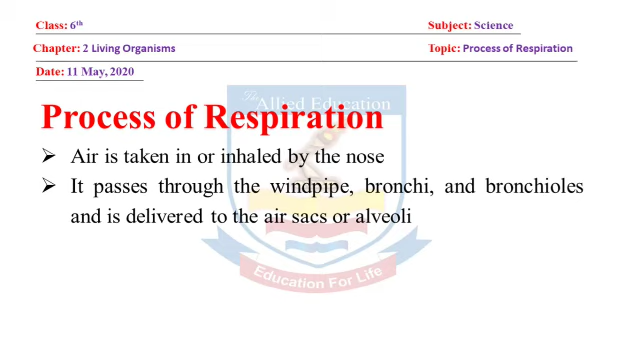 Class: 6th Subject: Science
Chapter: 2 Living Organisms Topic: Process of Respiration
Date: 11 May, 2020
The Allied Education
Process of Respiration
➢ Air is taken in or inhaled by the nose
➢ It passes through the windpipe, bronchi, and bronchioles
and is delivered to the air sacs or alveoli
Education For Life